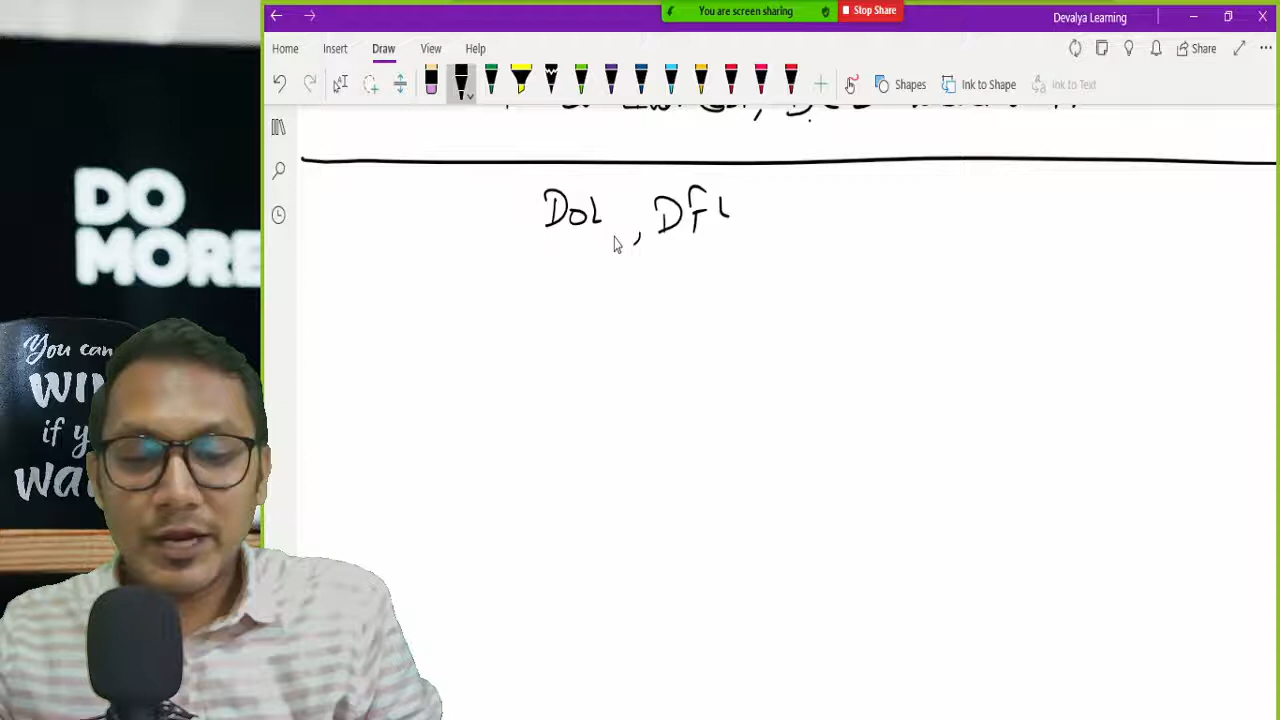 You are screen sharing Stop Share
Devalya Learning
Home Insert Draw View Help Share
Shapes Ink to Shape Ink to Text
DOL, DFL
DO
MORE
You can
WIN
if y
wa